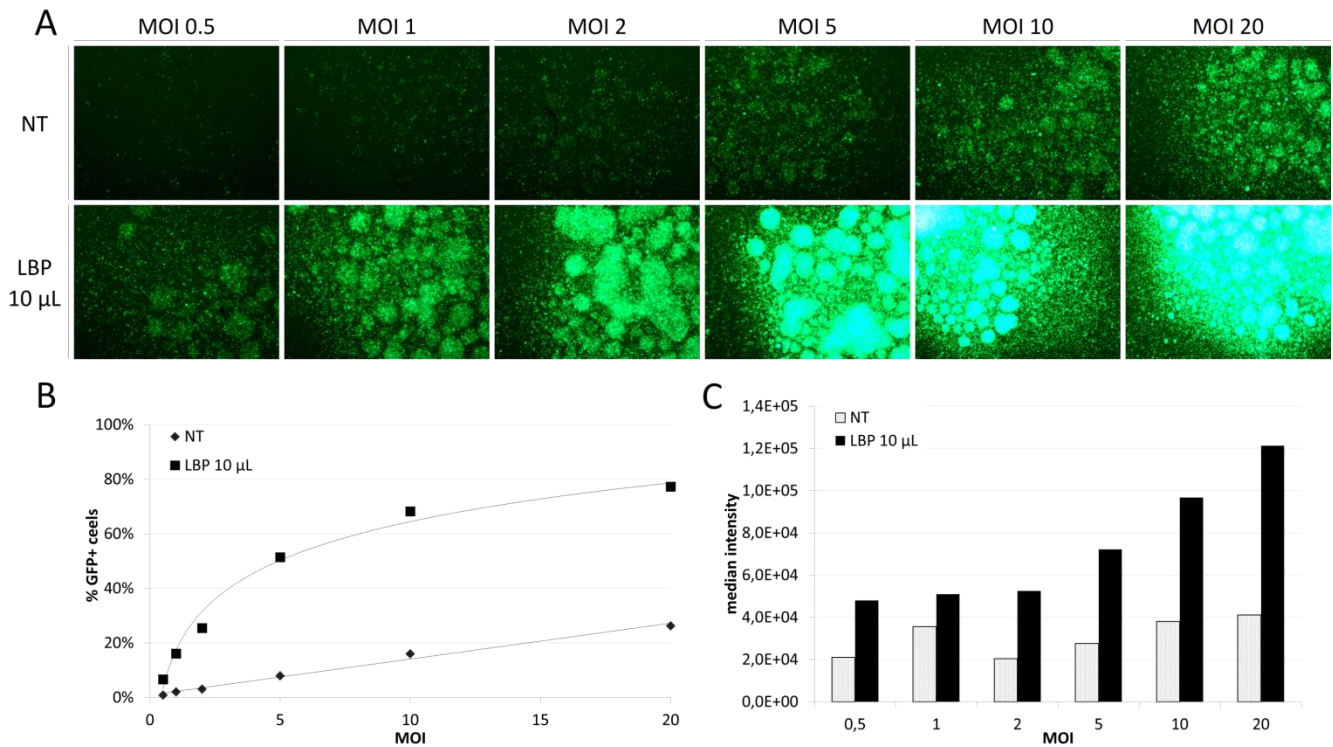 A
MOI 0.5 MOI 1 MOI 2 MOI 5 MOI 10 MOI 20
NT
LBP
10 µL
B
100%
80%
60%
40%
20%
0%
% GFP+ ceels
NT
LBP 10 µL
0 5 10 15 20
MOI
C
1,4E+05
1,2E+05
1,0E+05
8,0E+04
6,0E+04
4,0E+04
2,0E+04
0,0E+00
median intensity
NT
LBP 10 µL
0,5 1 2 5 10 20
MOI